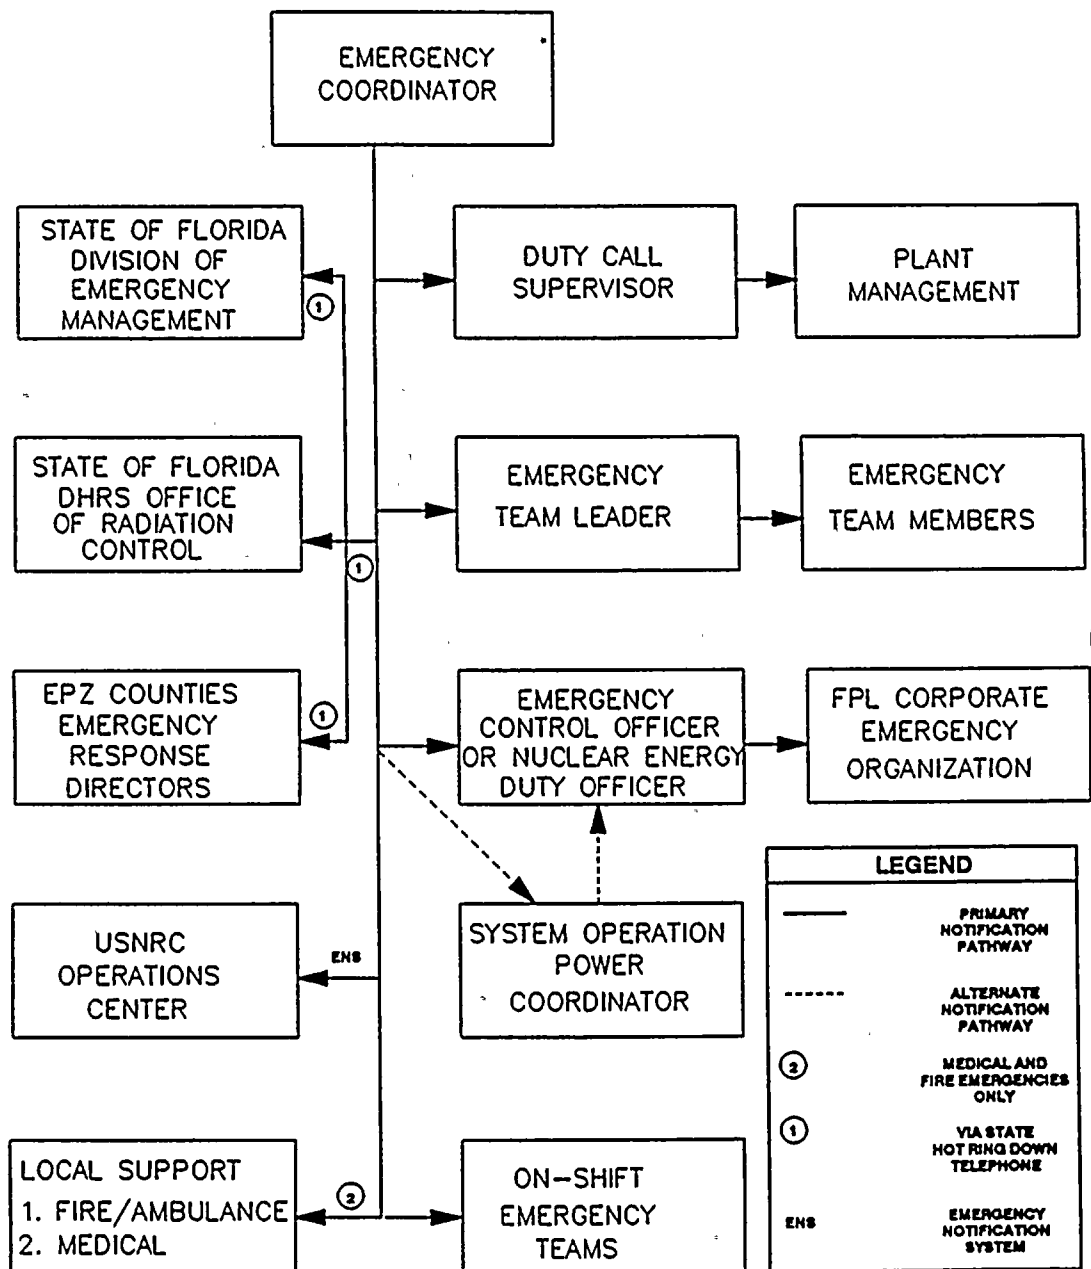 EMERGENCY
COORDINATOR
STATE OF FLORIDA
DIVISION OF
EMERGENCY
MANAGEMENT
1
DUTY CALL
SUPERVISOR
PLANT
MANAGEMENT
STATE OF FLORIDA
DHRS OFFICE
OF RADIATION
CONTROL
1
EMERGENCY
TEAM LEADER
EMERGENCY
TEAM MEMBERS
EPZ COUNTIES
EMERGENCY
RESPONSE
DIRECTORS
1
EMERGENCY
CONTROL OFFICER
OR NUCLEAR ENERGY
DUTY OFFICER
FPL CORPORATE
EMERGENCY
ORGANIZATION
USNRC
OPERATIONS
CENTER
ENS
SYSTEM OPERATION
POWER
COORDINATOR
LOCAL SUPPORT
1. FIRE/AMBULANCE
2. MEDICAL
2
ON-SHIFT
EMERGENCY
TEAMS
LEGEND
PRIMARY
NOTIFICATION
PATHWAY
ALTERNATE
NOTIFICATION
PATHWAY
2 MEDICAL AND
FIRE EMERGENCIES
ONLY
1 VIA STATE
HOT RING DOWN
TELEPHONE
ENS EMERGENCY
NOTIFICATION
SYSTEM